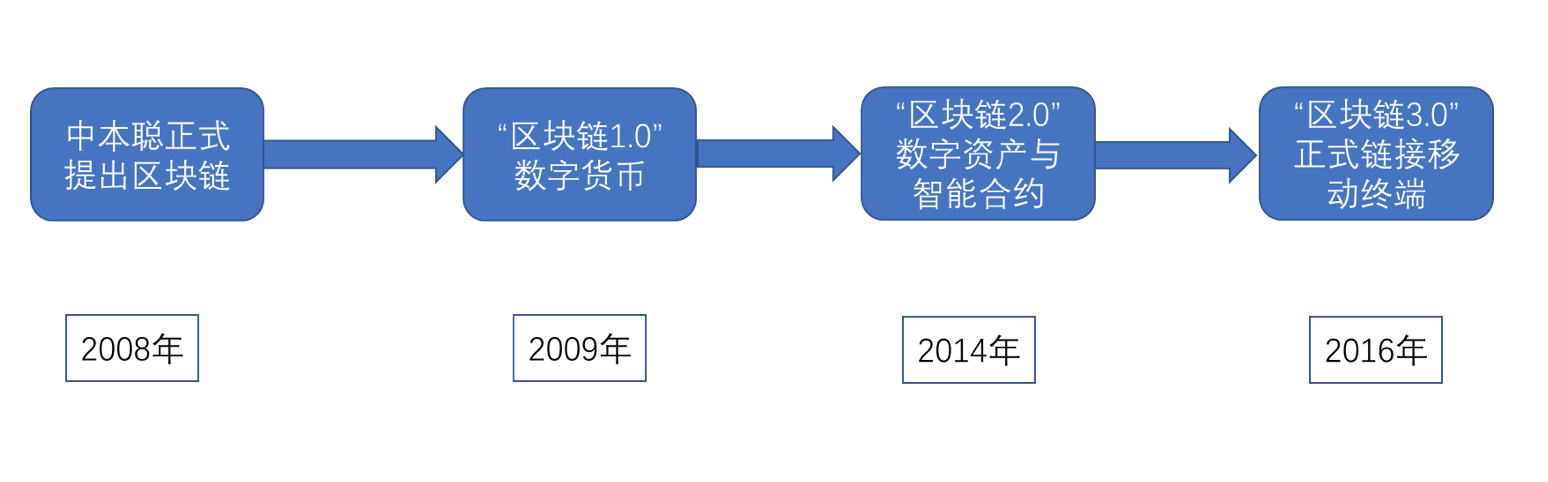 中本聪正式
提出区块链
“区块链1.0”
数字货币
“区块链2.0”
数字资产与
智能合约
“区块链3.0”
正式链接移
动终端
2008年
2009年
2014年
2016年